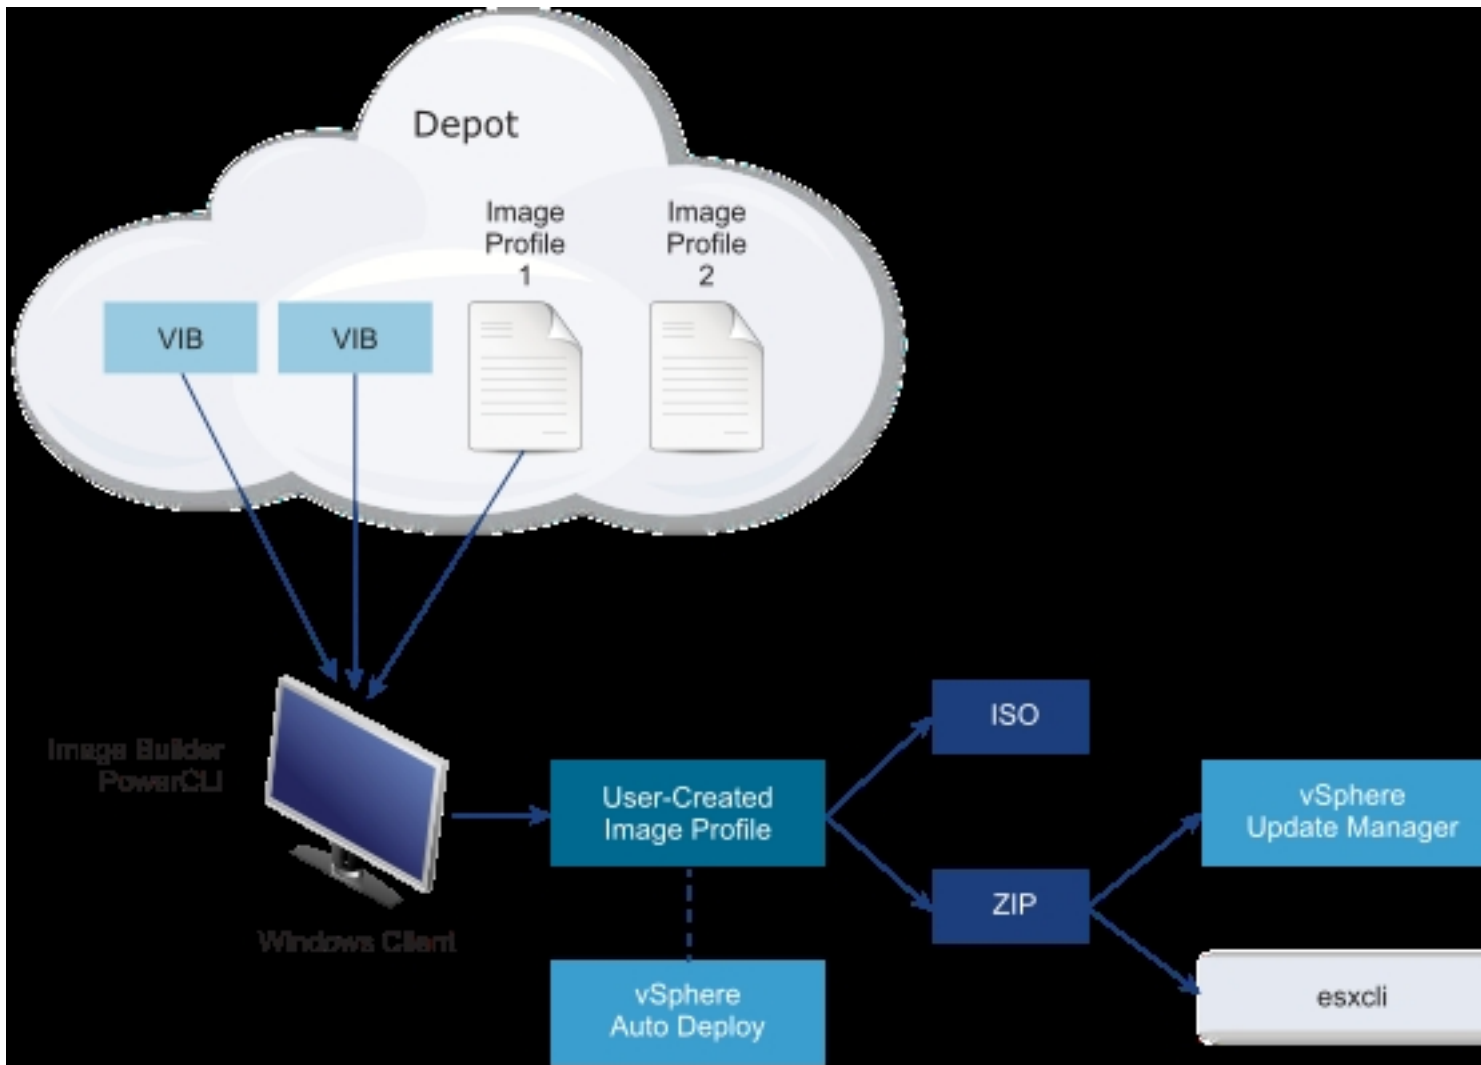 Depot
Image
Profile
1
Image
Profile
2
VIB
VIB
Image Builder
PowerCLI
Windows Client
User-Created
Image Profile
ISO
ZIP
vSphere
Update Manager
esxcli
vSphere
Auto Deploy